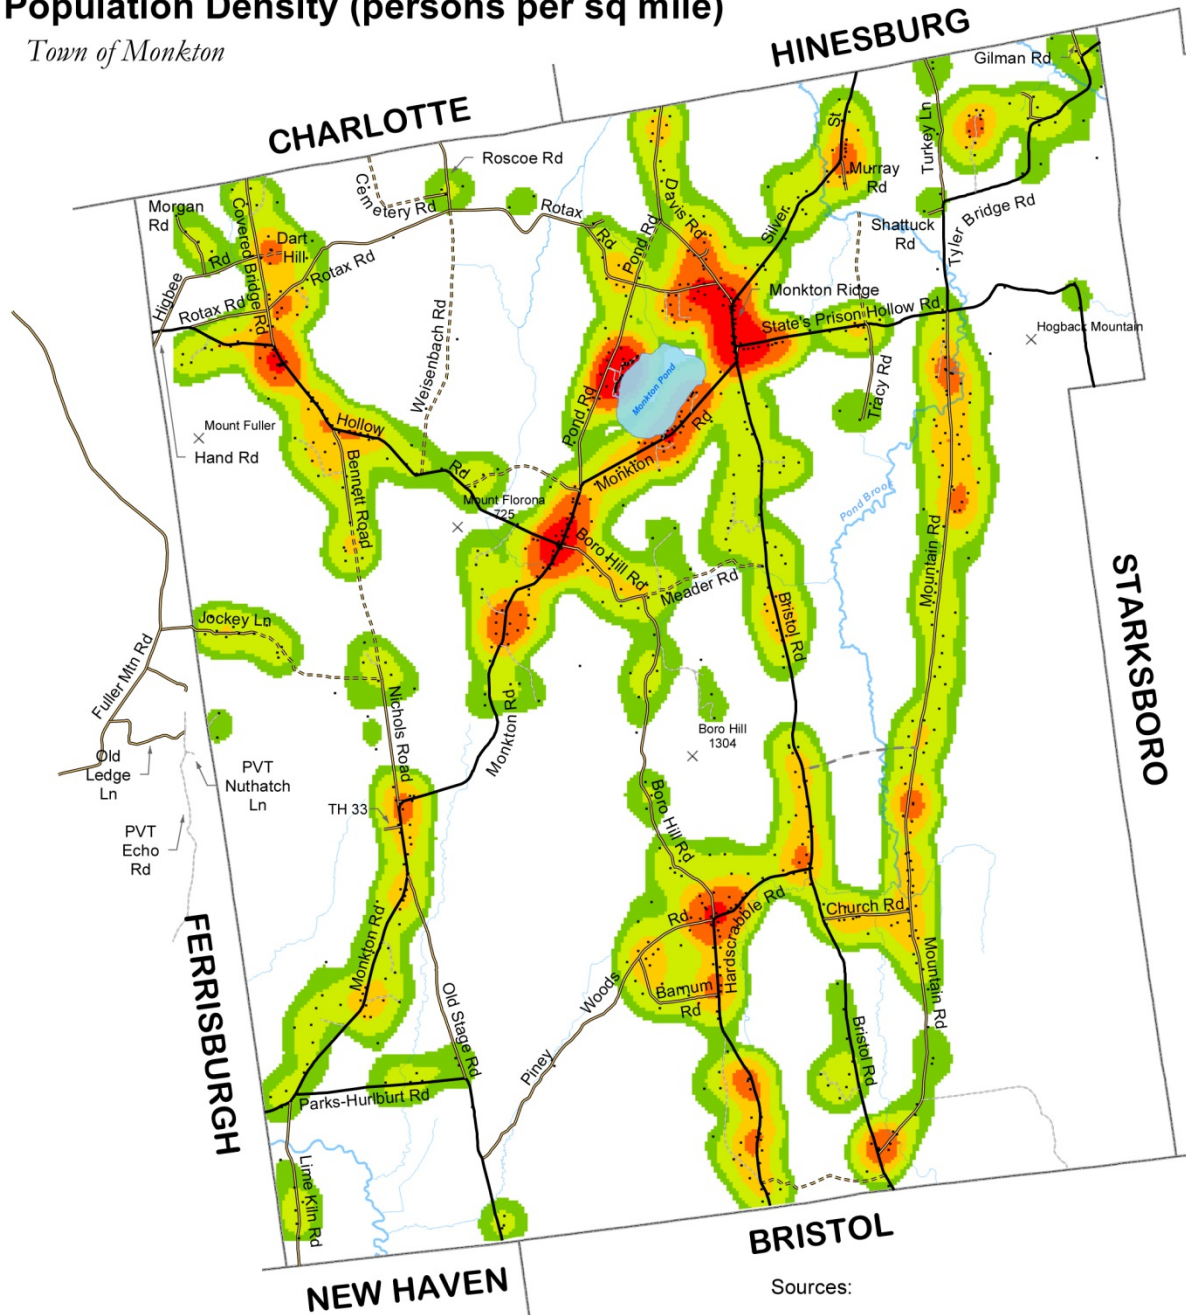 Population Density (persons per sq mile)
Town of Monkton
HINESBURG
Gilman Rd
CHARLOTTE
Roscoe Rd
St
Turkey Ln
Cemetery Rd
Murray
Rd
Morgan
Rd
Covered Bridge Rd
Rotax
Rd
Davis Rd
Pond Rd
Silver
Shattuck
Rd
Tyler Bridge Rd
Dart
Hill
Rd
Higbee
Rotax Rd
Rotax Rd
Monkton Ridge
State's Prison Hollow Rd
Hogback Mountain
Weisenbach Rd
Monkton Pond
Tracy Rd
Pond Rd
Mount Fuller
Hand Rd
Hollow
Rd
Bennett Road
Monkton
Rd
Mount Florona
725
Pond Brook
Boro Hill Rd
Meader Rd
Mountain Rd
STARKSBORO
Bristol Rd
Jockey Ln
Fuller Mtn Rd
Nichols Road
Monkton Rd
Boro Hill
1304
Old
Ledge
Ln
PVT
Nuthatch
Ln
TH 33
PVT
Echo
Rd
Boro Hill Rd
Hardscrabble Rd
Church Rd
Rd
FERRISBURGH
Monkton Rd
Barnum
Rd
Woods
Mountain Rd
Old Stage Rd
Piney
Bristol Rd
Parks-Hurlburt Rd
Lime Kiln Rd
BRISTOL
NEW HAVEN
Sources: